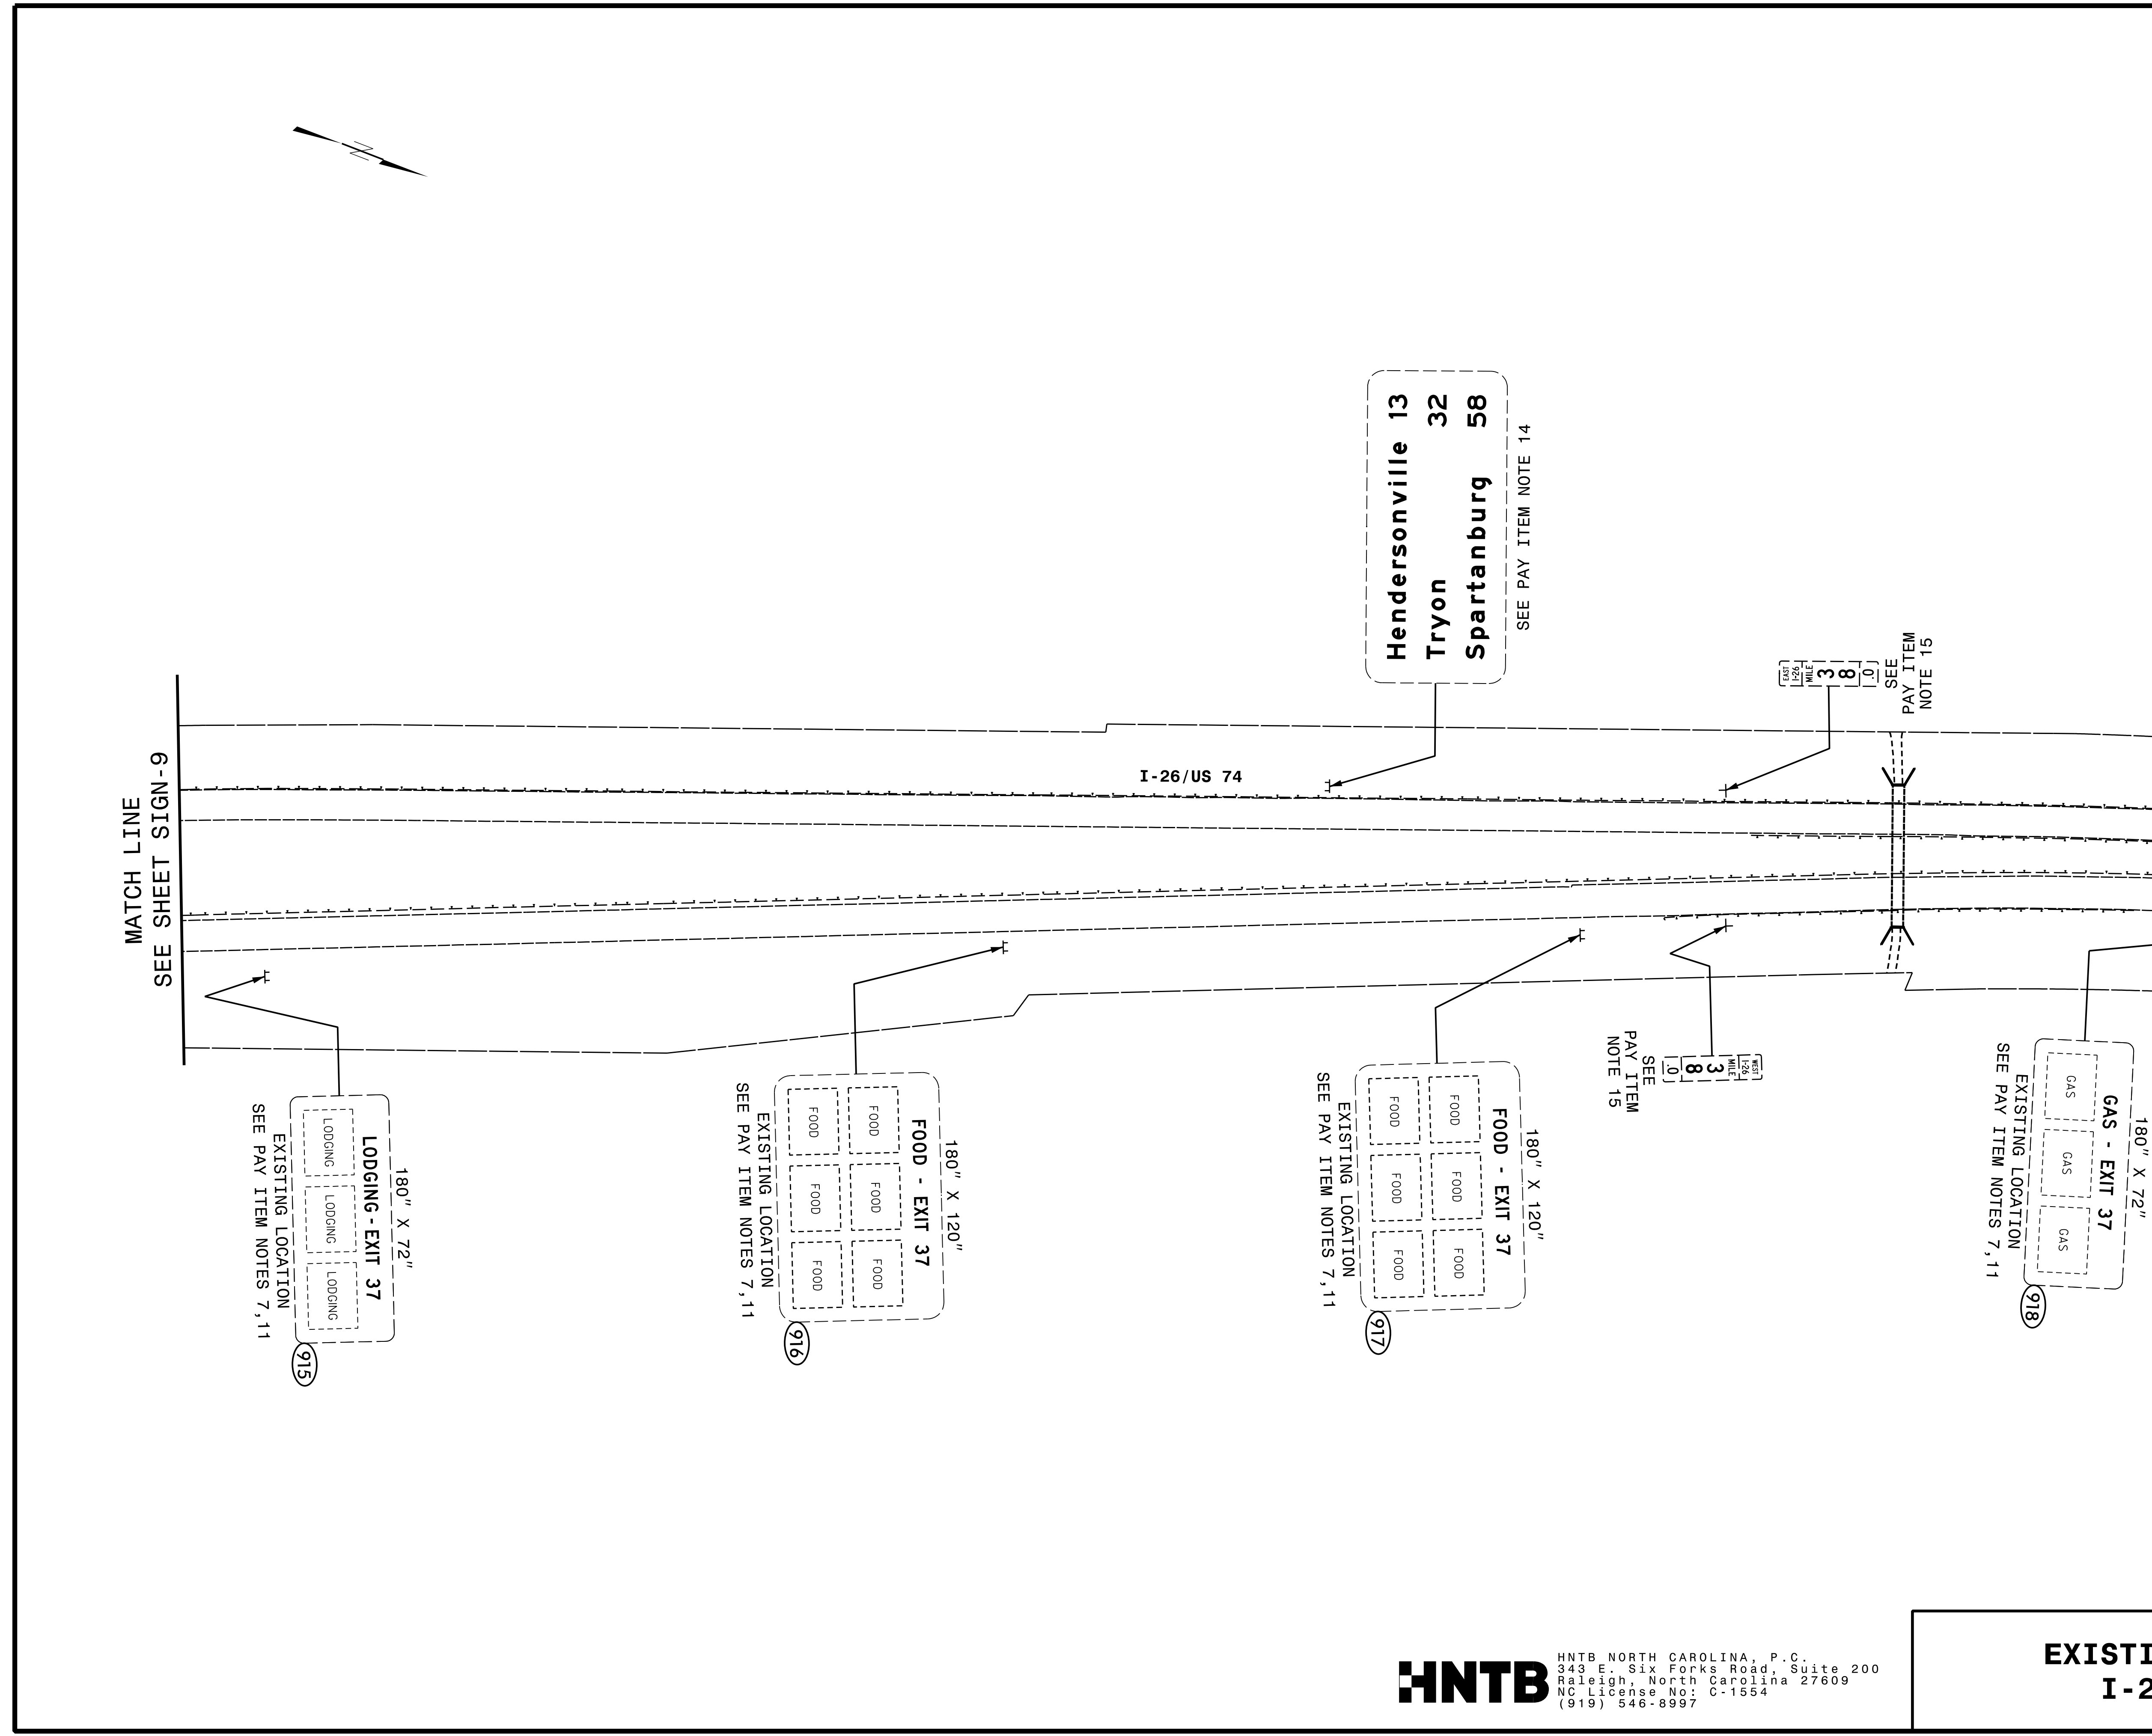 N
Hendersonville 13
Tryon 32
Spartanburg 58
SEE PAY ITEM NOTE 14
EAST
I-26
MILE
3
8
.0
SEE
PAY ITEM
NOTE 15
MATCH LINE
SEE SHEET SIGN-9
I-26/US 74
180" X 72"
LODGING-EXIT 37
LODGING LODGING LODGING
EXISTING LOCATION
SEE PAY ITEM NOTES 7,11
915
180" X 120"
FOOD - EXIT 37
FOOD FOOD FOOD
FOOD FOOD FOOD
EXISTING LOCATION
SEE PAY ITEM NOTES 7,11
916
180" X 120"
FOOD - EXIT 37
FOOD FOOD FOOD
FOOD FOOD FOOD
EXISTING LOCATION
SEE PAY ITEM NOTES 7,11
917
WEST
I-26
MILE
3
8
.0
SEE
PAY ITEM
NOTE 15
180" X 72"
GAS - EXIT 37
GAS GAS GAS
EXISTING LOCATION
SEE PAY ITEM NOTES 7,11
918
HNTB
HNTB NORTH CAROLINA, P.C.
343 E. Six Forks Road, Suite 200
Raleigh, North Carolina 27609
NC License No: C-1554
(919) 546-8997
EXISTI
I-2